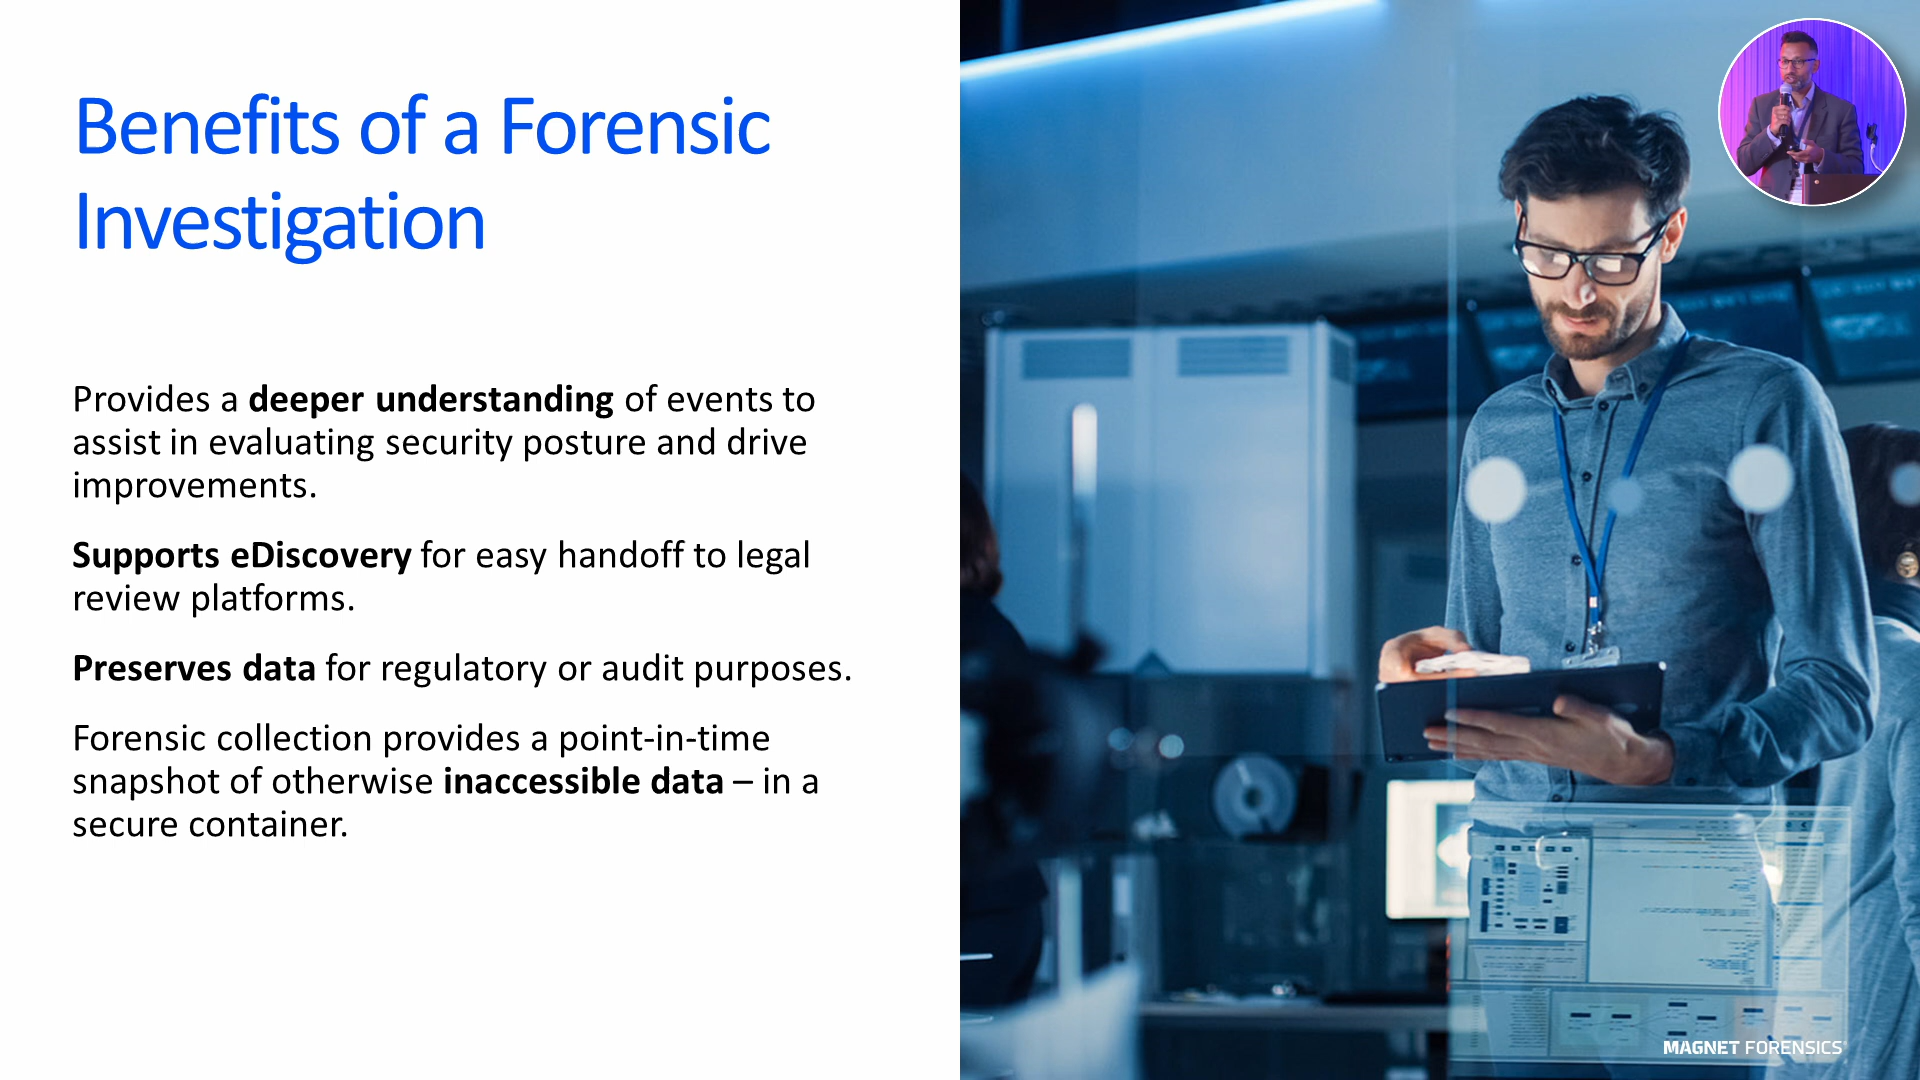 Benefits of a Forensic
Investigation
Provides a deeper understanding of events to
assist in evaluating security posture and drive
improvements.
Supports eDiscovery for easy handoff to legal
review platforms.
Preserves data for regulatory or audit purposes.
Forensic collection provides a point-in-time
snapshot of otherwise inaccessible data – in a
secure container.
MAGNET FORENSICS